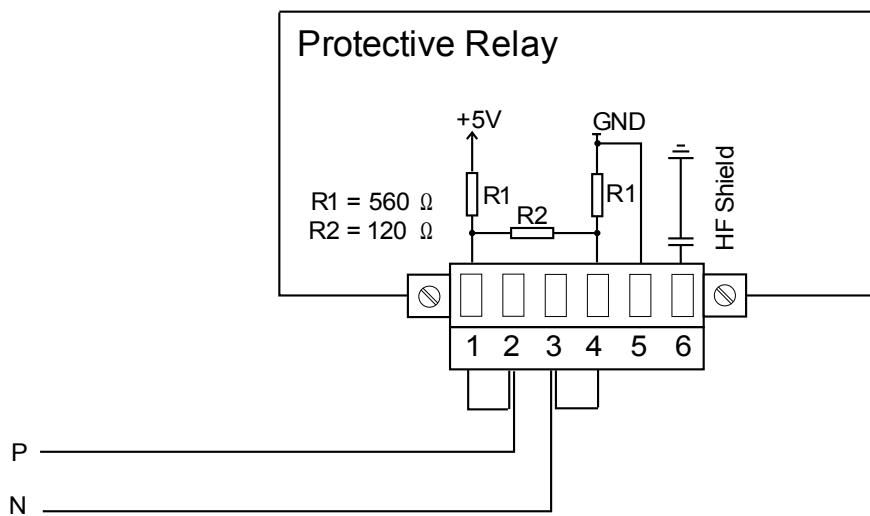 Protective Relay
+5V
GND
R1 = 560 Ω
R2 = 120 Ω
R1
R2
R1
HF Shield
1 2 3 4 5 6
P
N